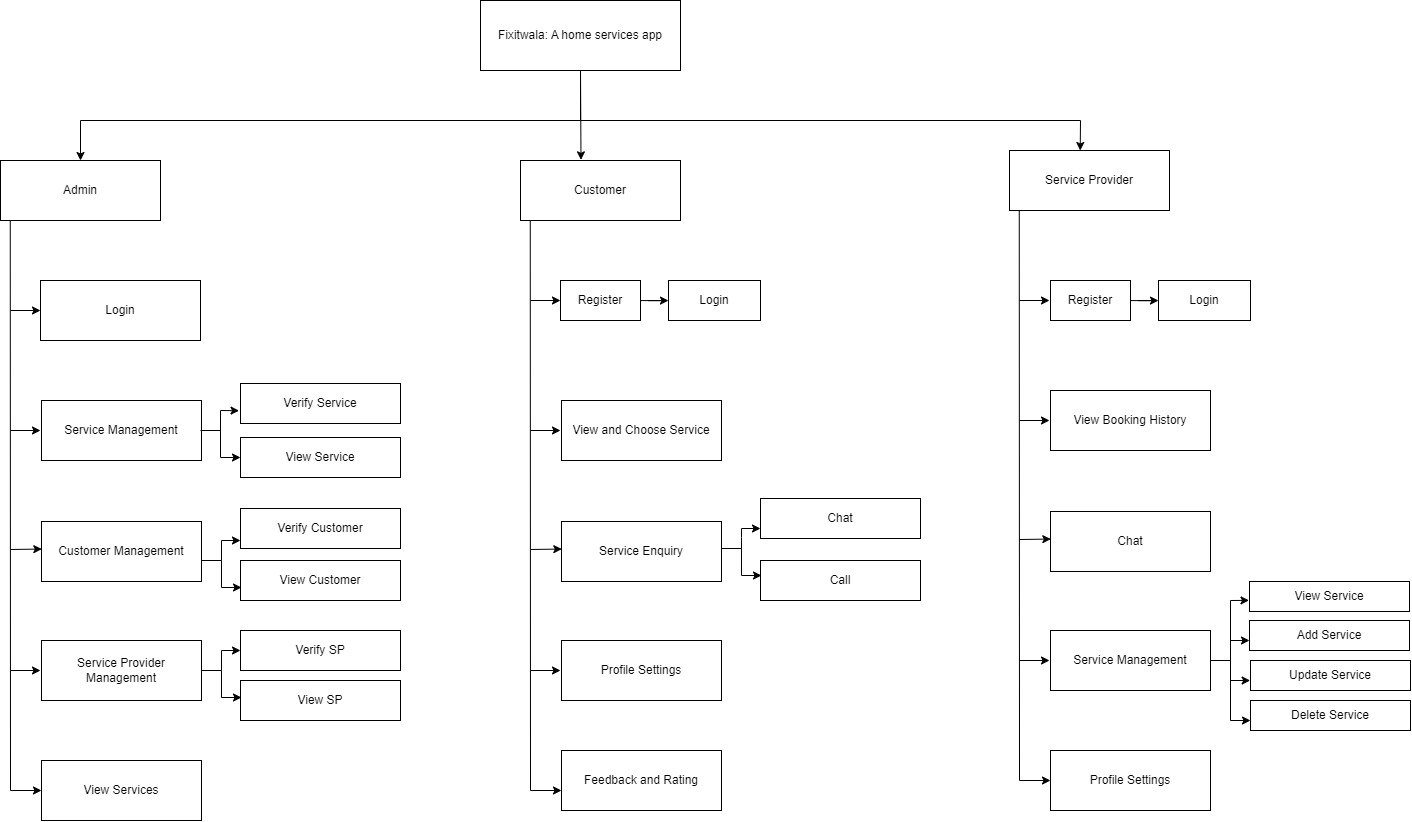 Fixitwala: A home services app
Admin
Customer
Service Provider
Login
Register
Login
Register
Login
Service Management
Verify Service
View Service
View and Choose Service
View Booking History
Customer Management
Verify Customer
View Customer
Service Enquiry
Chat
Call
Chat
Service Provider
Management
Verify SP
View SP
Profile Settings
Service Management
View Service
Add Service
Update Service
Delete Service
View Services
Feedback and Rating
Profile Settings